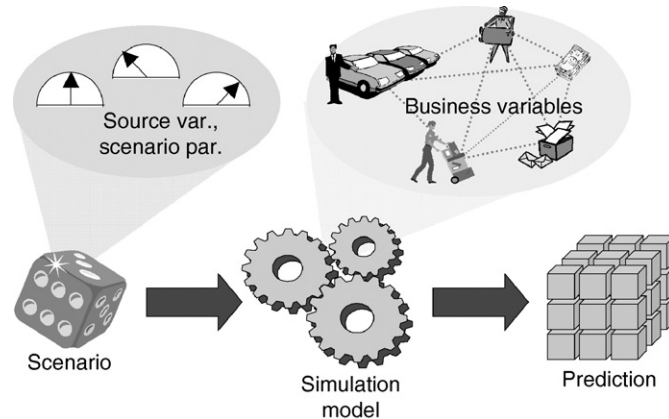 Source var.,
scenario par.
Business variables
Scenario
Simulation
model
Prediction